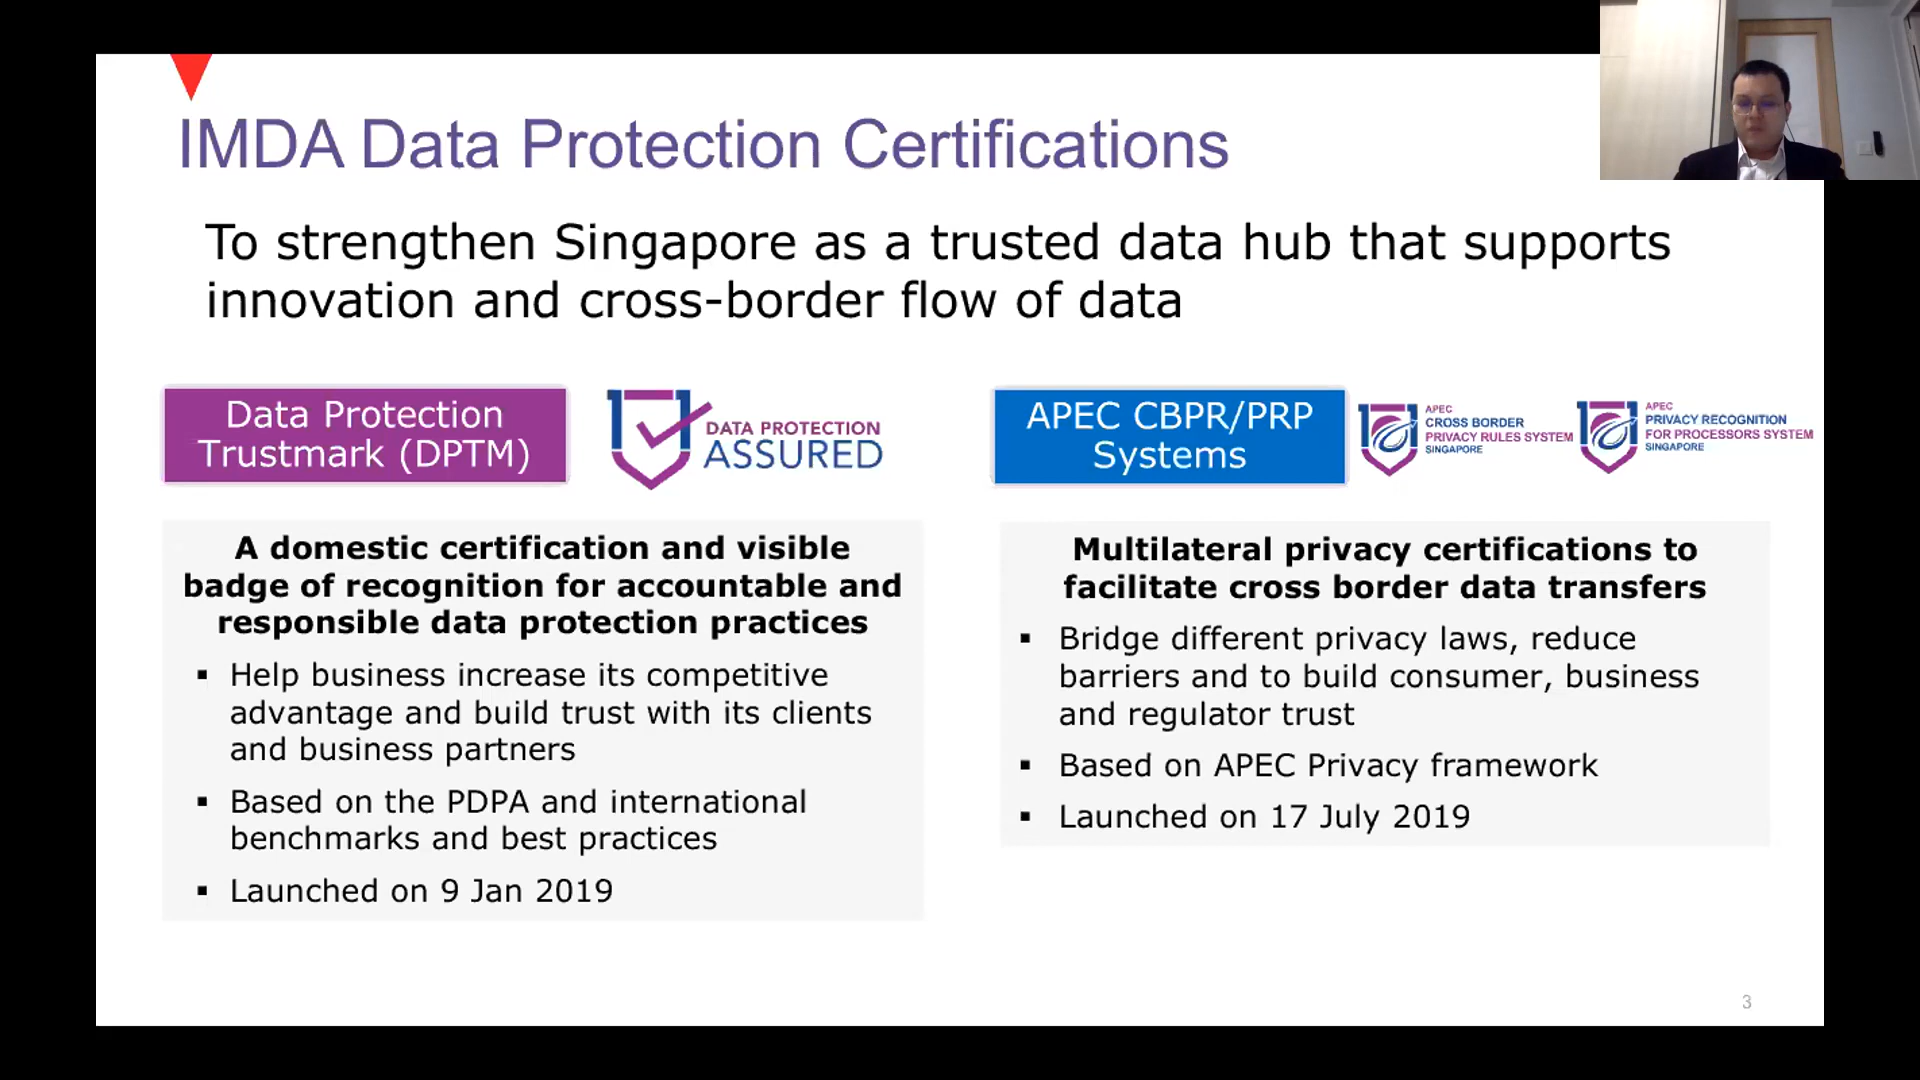 IMDA Data Protection Certifications
To strengthen Singapore as a trusted data hub that supports
innovation and cross-border flow of data
Data Protection
Trustmark (DPTM)
DATA PROTECTION
ASSURED
A domestic certification and visible
badge of recognition for accountable and
responsible data protection practices
▪ Help business increase its competitive
advantage and build trust with its clients
and business partners
▪ Based on the PDPA and international
benchmarks and best practices
▪ Launched on 9 Jan 2019
APEC CBPR/PRP
Systems
APEC
CROSS BORDER
PRIVACY RULES SYSTEM
SINGAPORE
APEC
PRIVACY RECOGNITION
FOR PROCESSORS SYSTEM
SINGAPORE
Multilateral privacy certifications to
facilitate cross border data transfers
▪ Bridge different privacy laws, reduce
barriers and to build consumer, business
and regulator trust
▪ Based on APEC Privacy framework
▪ Launched on 17 July 2019
3